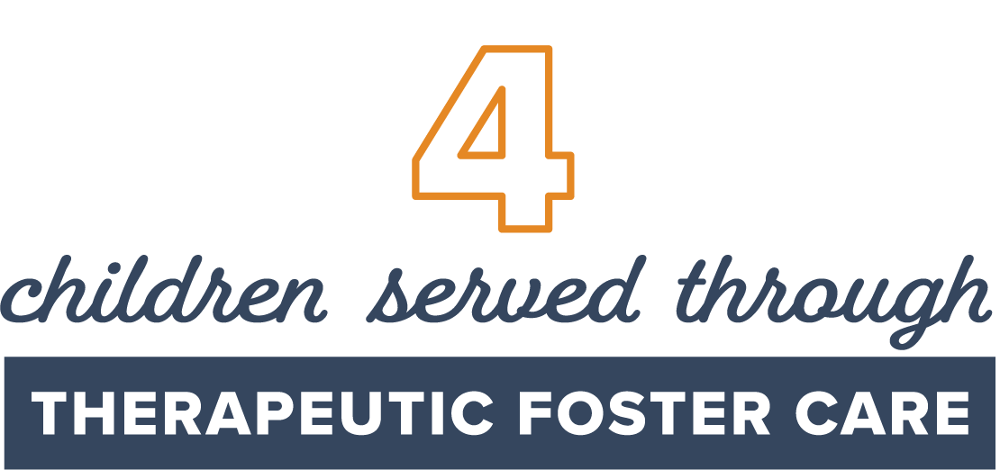 4
children served through
THERAPEUTIC FOSTER CARE